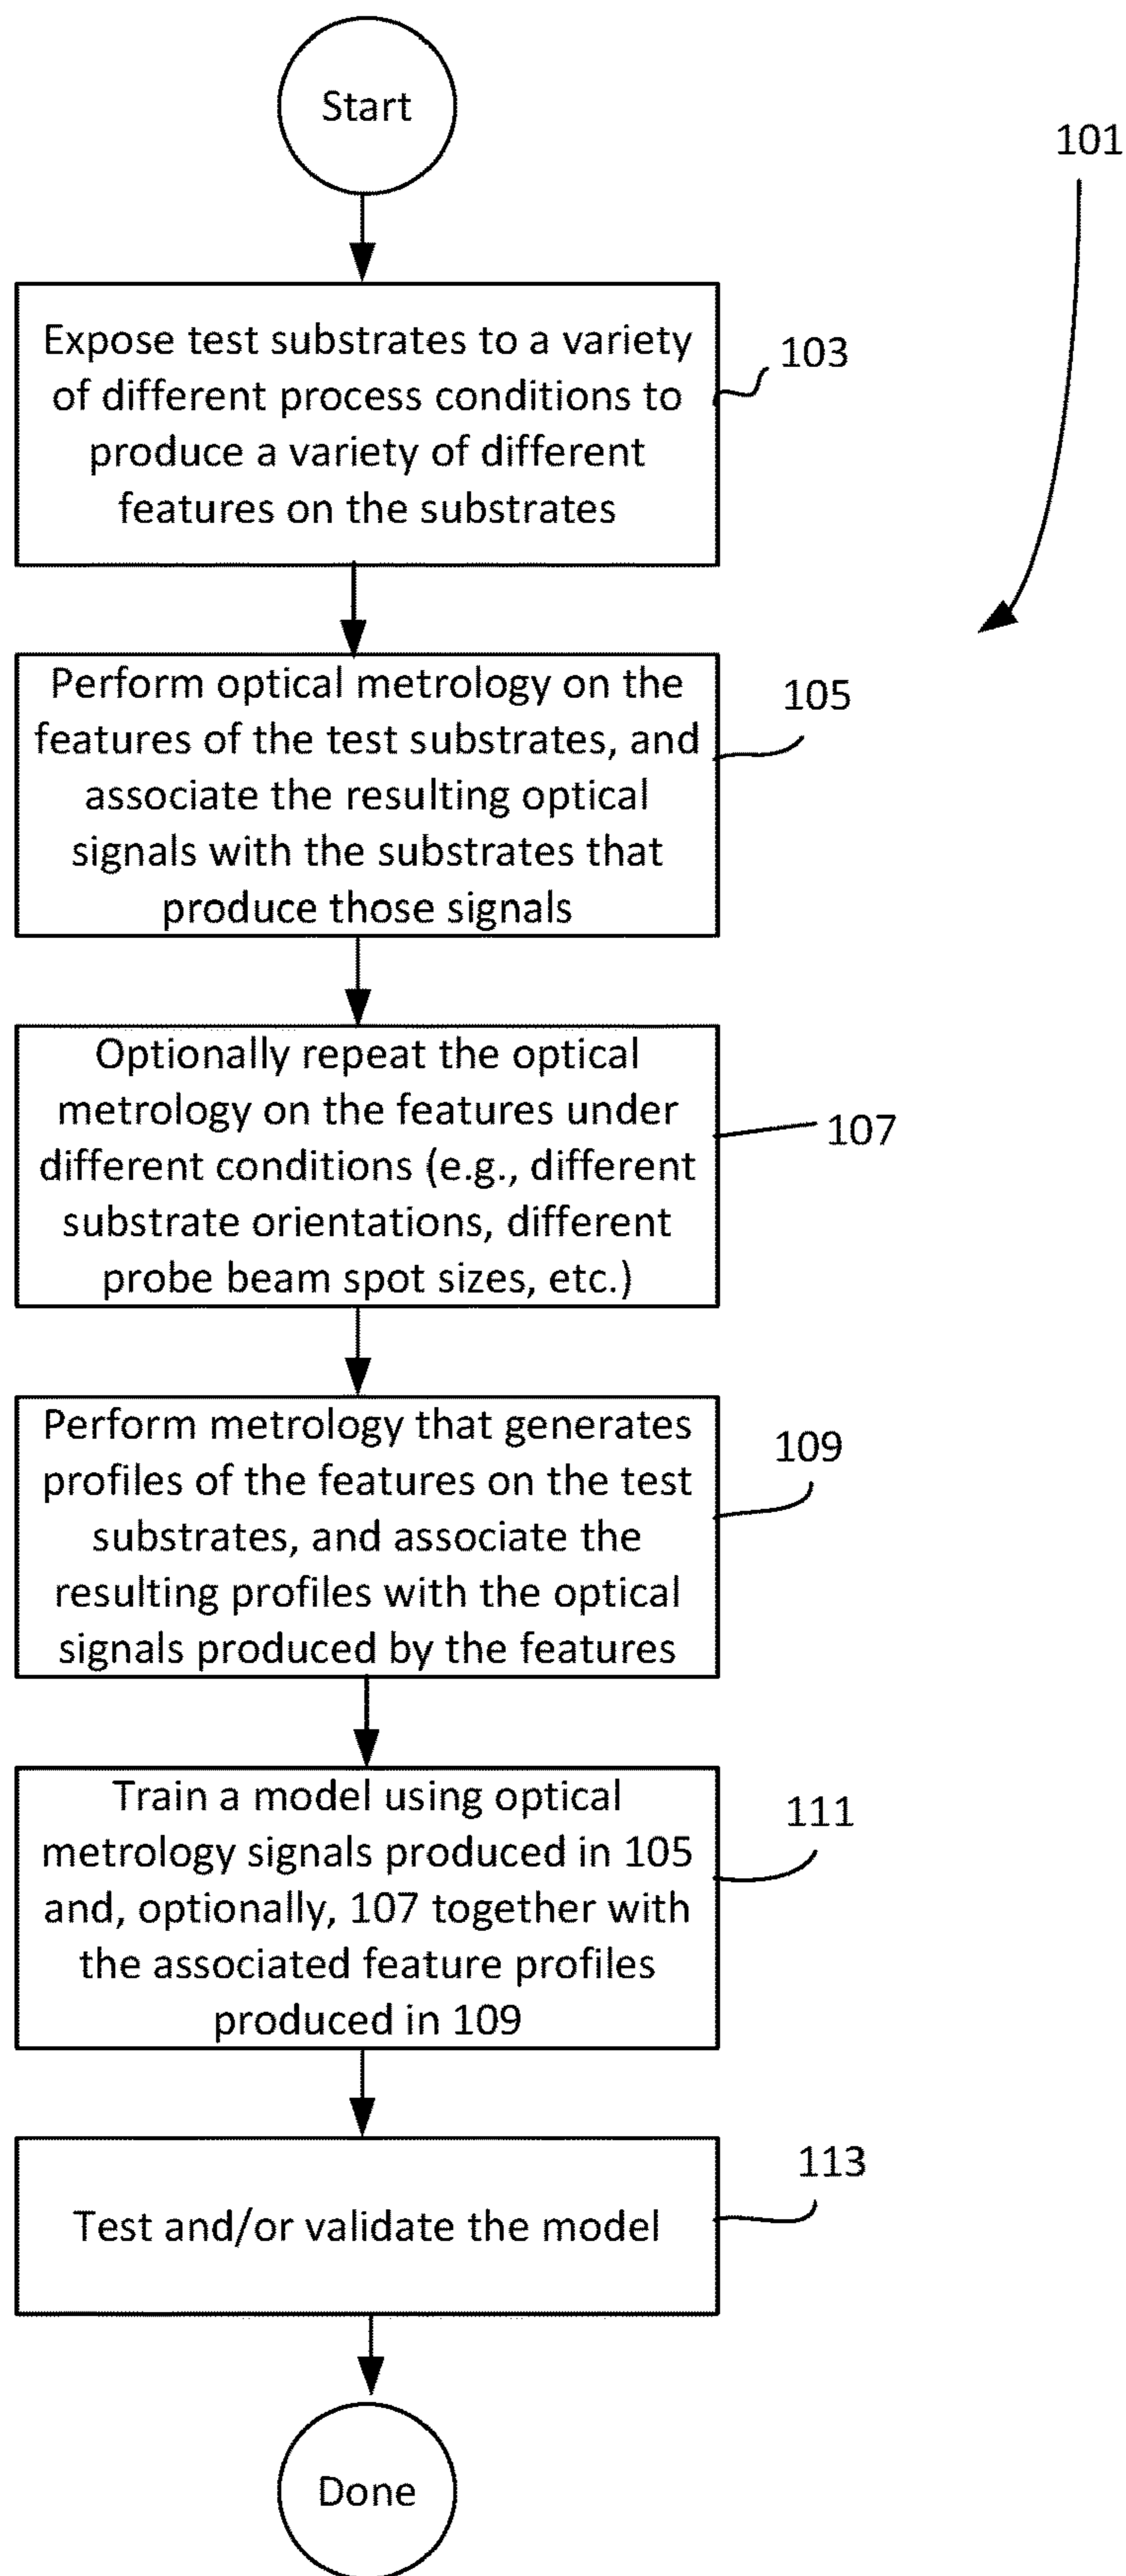 Start
101
Expose test substrates to a variety
of different process conditions to
produce a variety of different
features on the substrates
103
Perform optical metrology on the
features of the test substrates, and
associate the resulting optical
signals with the substrates that
produce those signals
105
Optionally repeat the optical
metrology on the features under
different conditions (e.g., different
substrate orientations, different
probe beam spot sizes, etc.)
107
Perform metrology that generates
profiles of the features on the test
substrates, and associate the
resulting profiles with the optical
signals produced by the features
109
Train a model using optical
metrology signals produced in 105
and, optionally, 107 together with
the associated feature profiles
produced in 109
111
Test and/or validate the model
113
Done